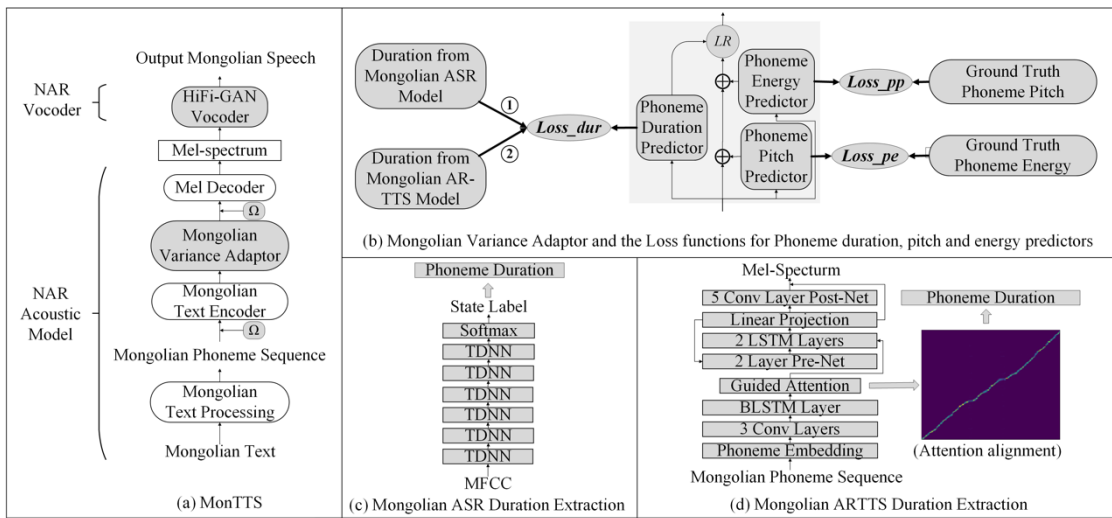 Output Mongolian Speech
NAR
Vocoder
HiFi-GAN
Vocoder
Mel-spectrum
Mel Decoder
Ω
Mongolian
Variance Adaptor
NAR
Acoustic
Model
Mongolian
Text Encoder
Ω
Mongolian Phoneme Sequence
Mongolian
Text Processing
Mongolian Text
(a) MonTTS
Duration from
Mongolian ASR
Model
①
②
Duration from
Mongolian AR-
TTS Model
Loss_dur
Phoneme
Duration
Predictor
LR
Phoneme
Energy
Predictor
Phoneme
Pitch
Predictor
Loss_pp
Loss_pe
Ground Truth
Phoneme Pitch
Ground Truth
Phoneme Energy
(b) Mongolian Variance Adaptor and the Loss functions for Phoneme duration, pitch and energy predictors
Phoneme Duration
State Label
Softmax
TDNN
TDNN
TDNN
TDNN
TDNN
TDNN
MFCC
(c) Mongolian ASR Duration Extraction
Mel-Specturm
5 Conv Layer Post-Net
Linear Projection
2 LSTM Layers
2 Layer Pre-Net
Guided Attention
BLSTM Layer
3 Conv Layers
Phoneme Embedding
Mongolian Phoneme Sequence
Phoneme Duration
(Attention alignment)
(d) Mongolian ARTTS Duration Extraction